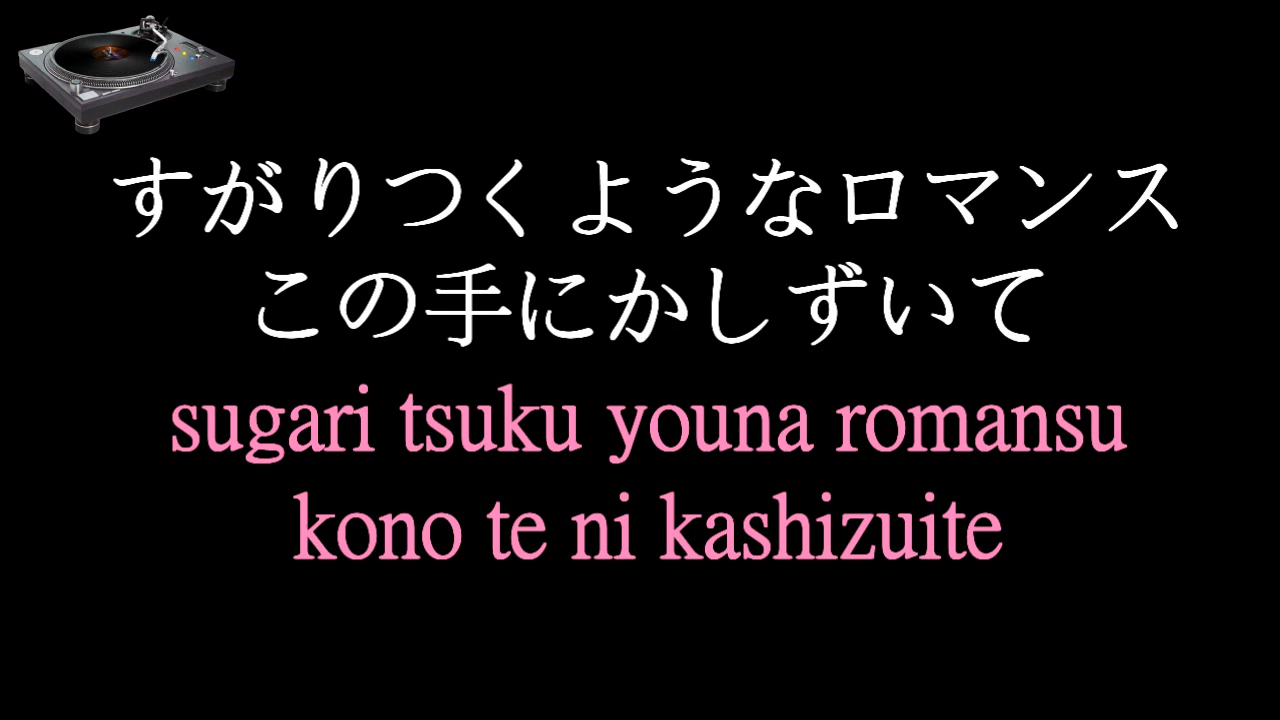 すがりつくようなロマンス
この手にかしずいて
sugari tsuku youna romansu
kono te ni kashizuite